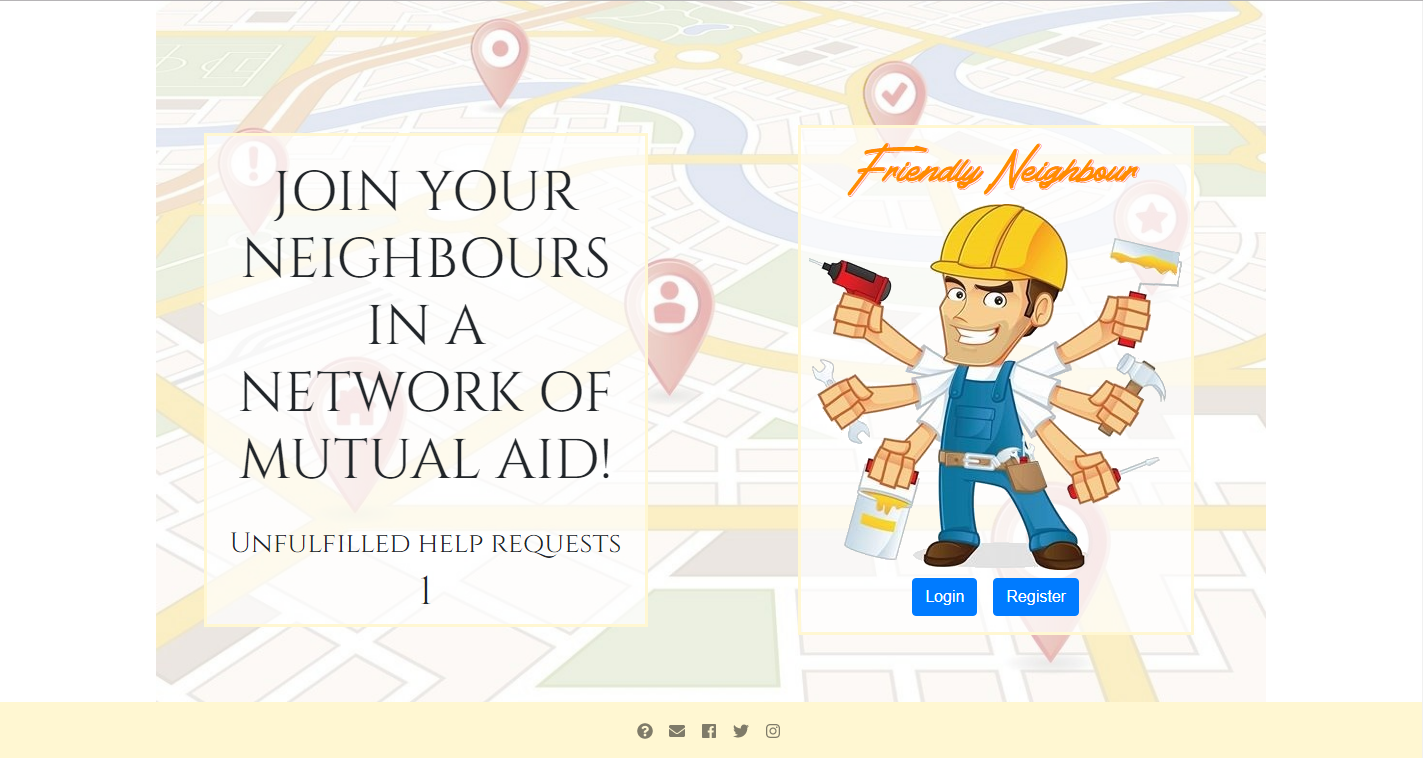 JOIN YOUR
NEIGHBOURS
IN A
NETWORK OF
MUTUAL AID!
Unfulfilled help requests
1
Friendly Neighbour
Login Register